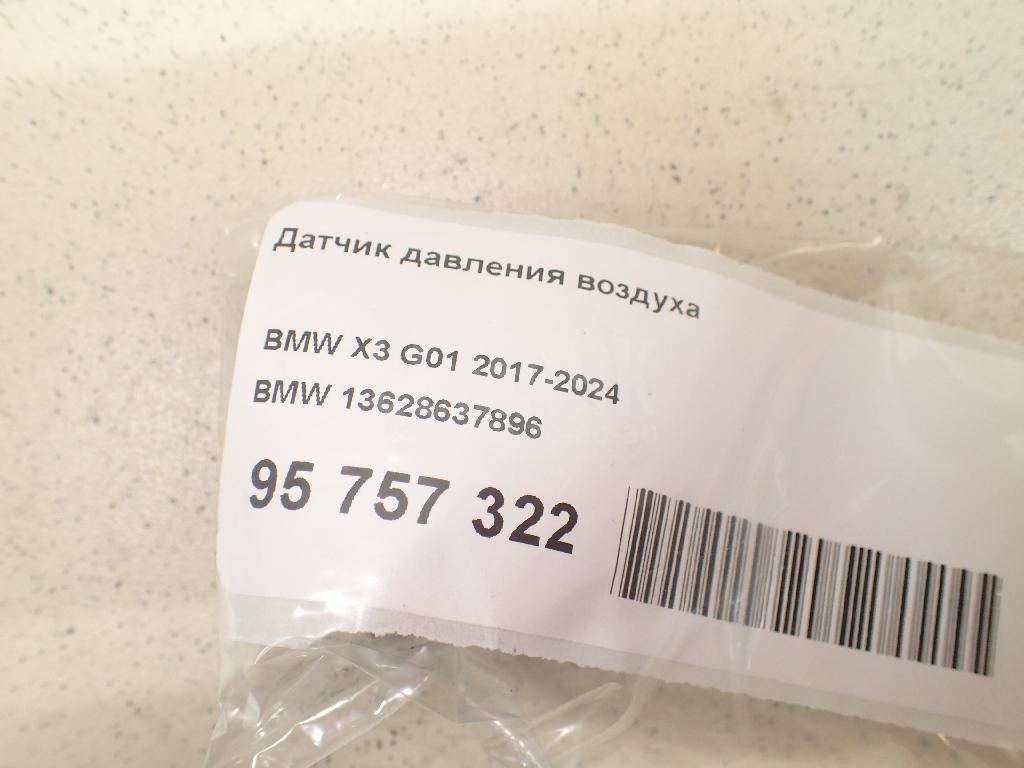 Датчик давления воздуха
BMW X3 G01 2017-2024
BMW 13628637896
95 757 322